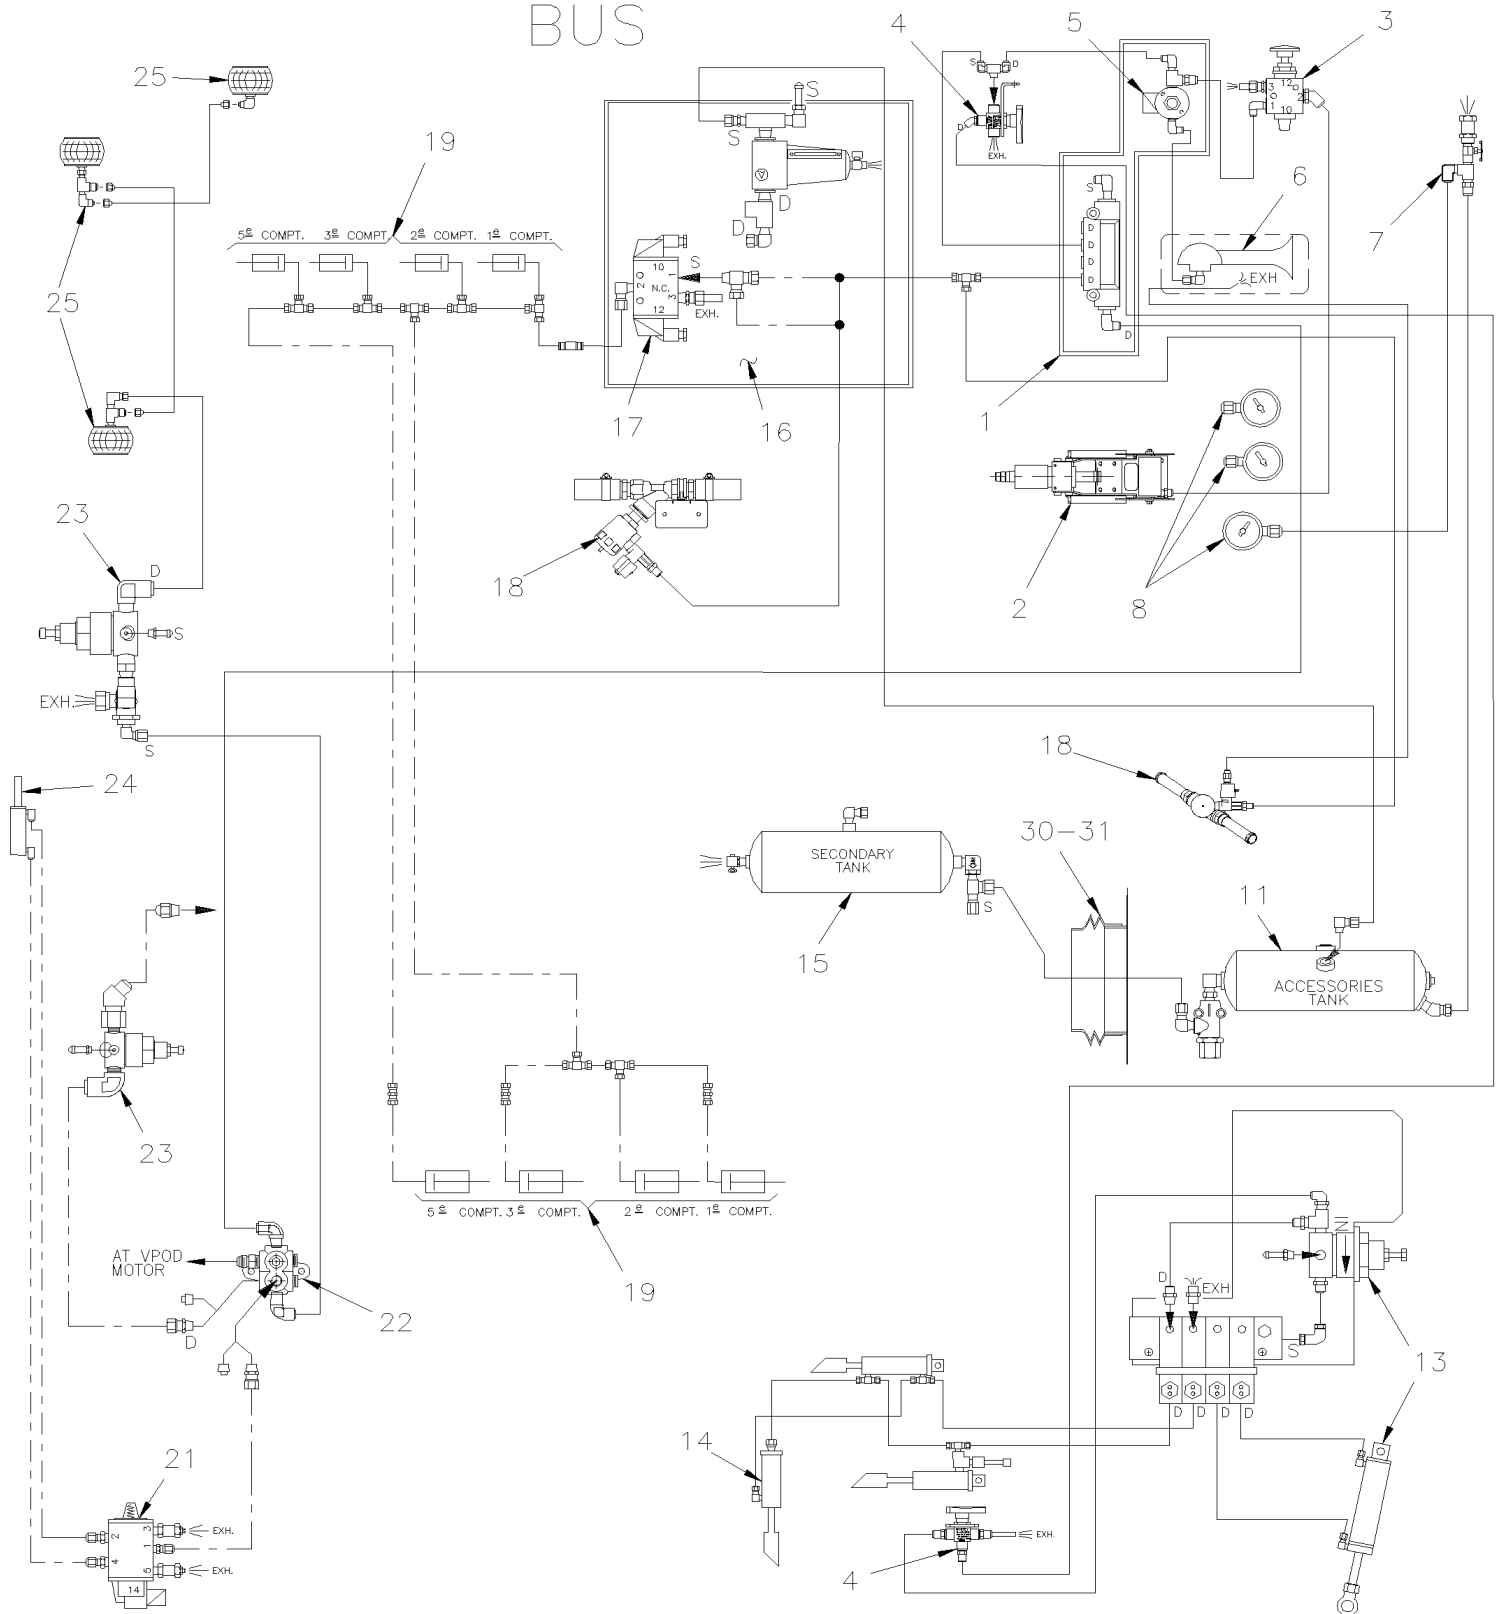 BUS
25
4
5
3
S
S D
3 12
1 2
10
D
EXH.
19
S
6
7
S
D
D
D
D
D
D
D
EXH
5e COMPT. 3e COMPT. 2e COMPT. 1e COMPT.
25
10
S
2 N.C. 1
3
12
EXH.
D
17
16
1
23
18
2
8
D
S
EXH.
S
18
24
30-31
SECONDARY
TANK
S
11
15
ACCESSORIES
TANK
23
5e COMPT. 3e COMPT. 2e COMPT. 1e COMPT.
IN
AT VPOD
MOTOR
19
D
EXH
D
22
S
13
D D D D
14
21
2 3
1
4 5
EXH.
EXH.
14
EXH.
4